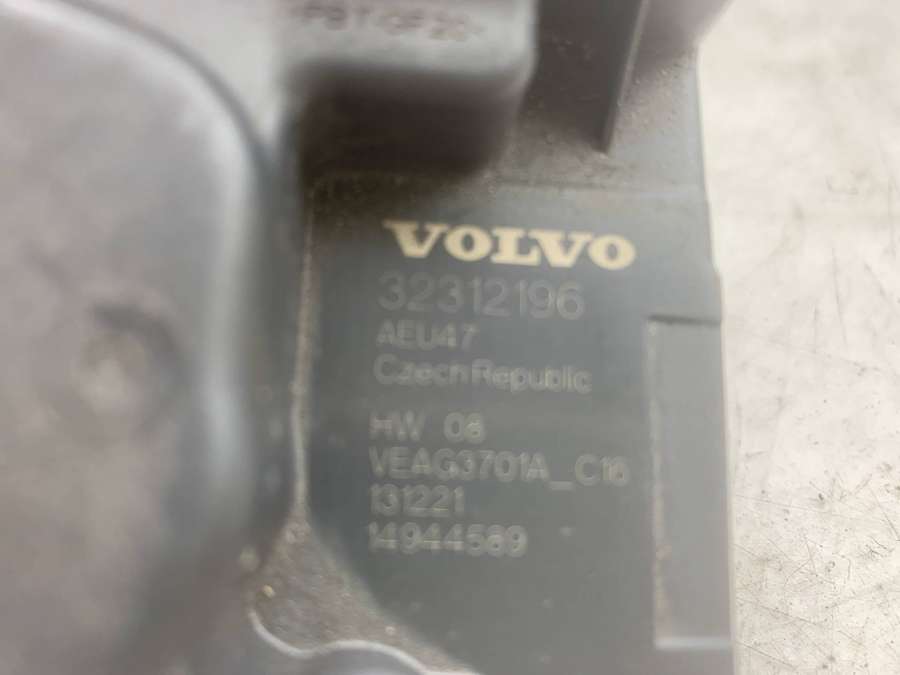 VOLVO
32312196
AEU47
Czech Republic
HW 08
VEAG3701A_C16
131221
14944589